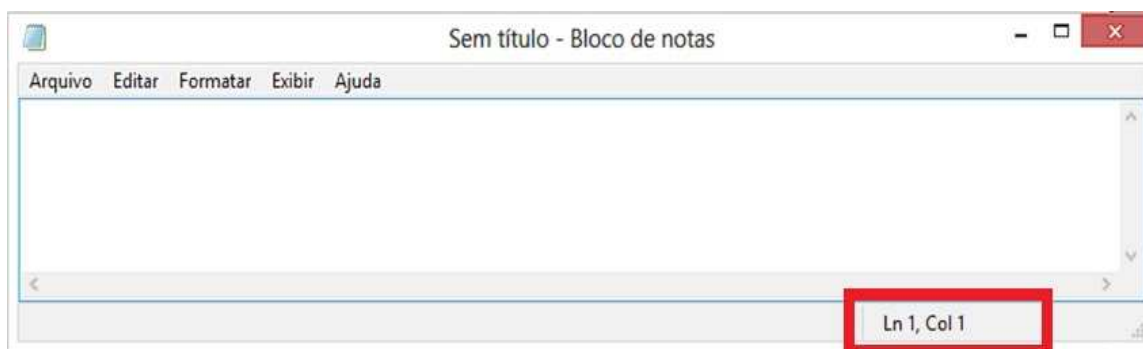 Sem título - Bloco de notas
Arquivo Editar Formatar Exibir Ajuda
Ln 1, Col 1